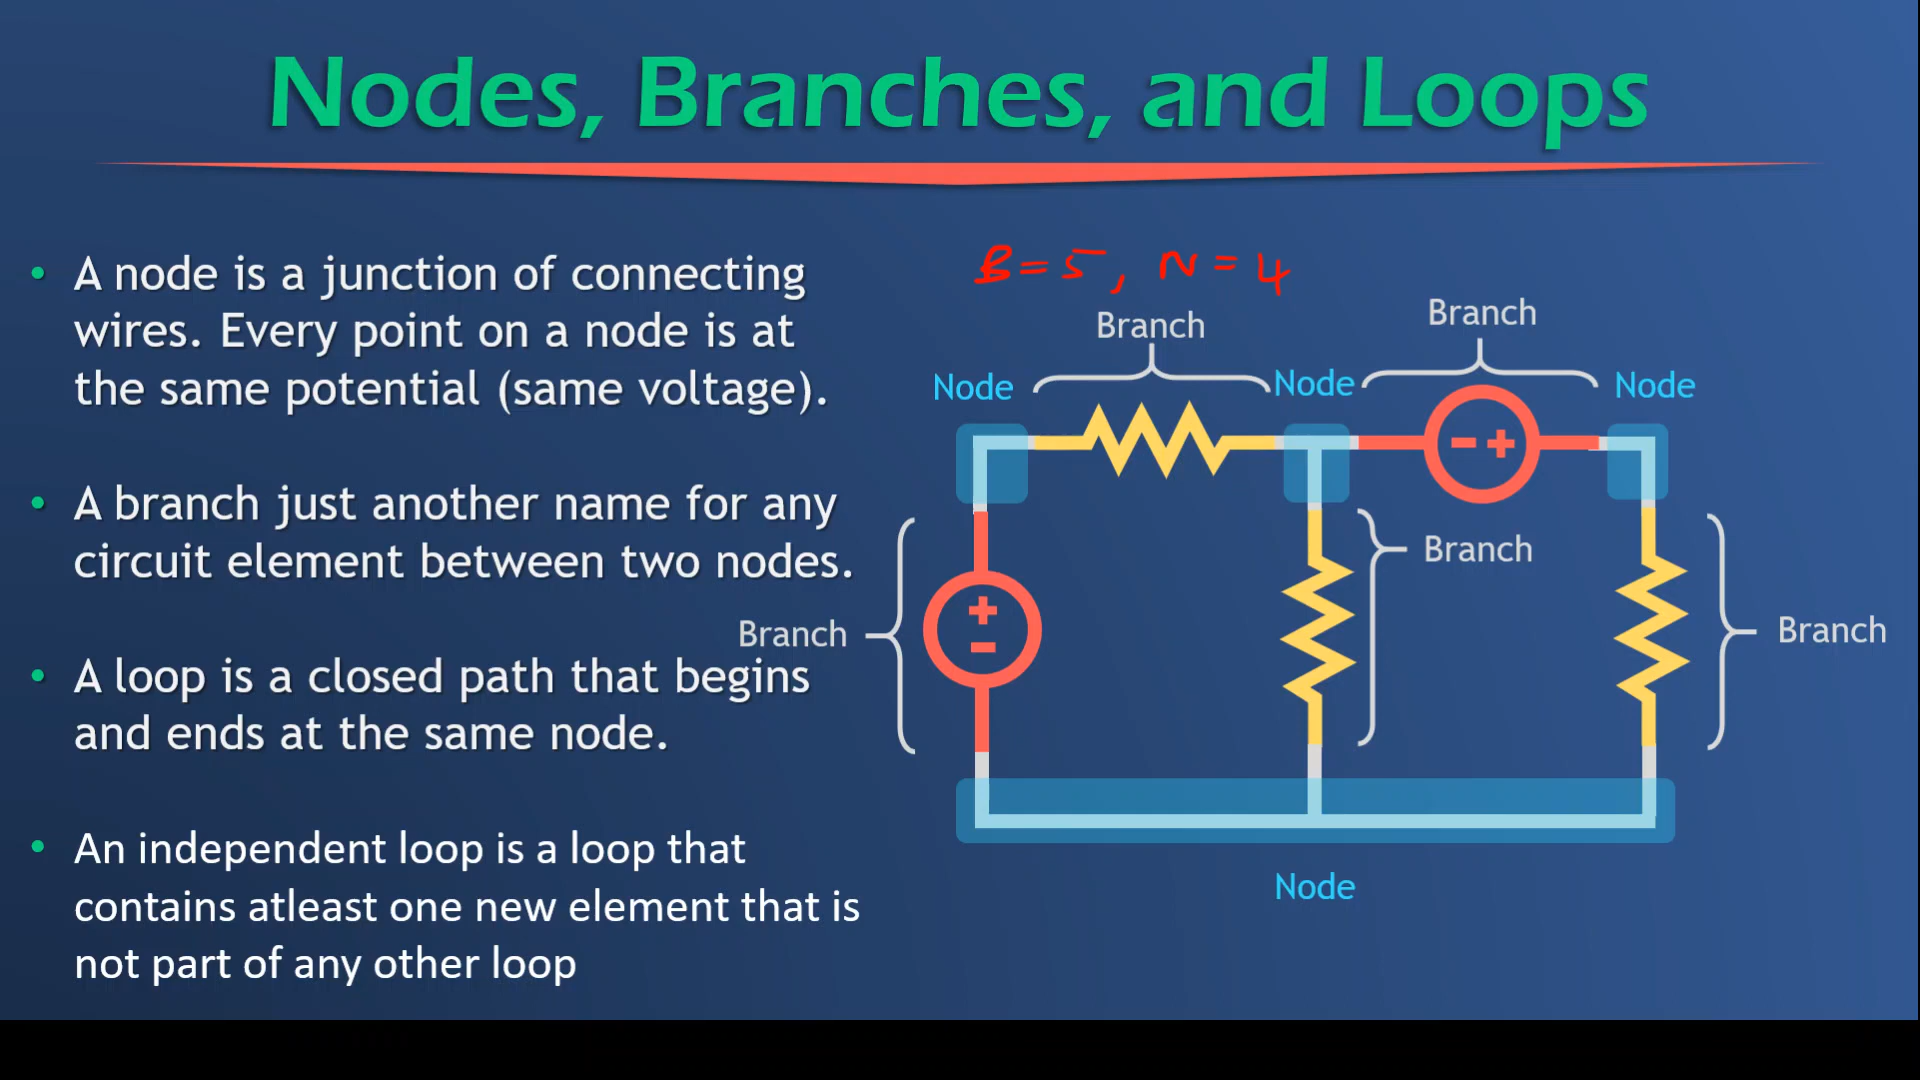 Nodes, Branches, and Loops
• A node is a junction of connecting
wires. Every point on a node is at
the same potential (same voltage).
• A branch just another name for any
circuit element between two nodes.
• A loop is a closed path that begins
and ends at the same node.
• An independent loop is a loop that
contains atleast one new element that is
not part of any other loop
B=5, N=4
Branch
Branch
Node
Node
Node
- +
Branch
+
-
Branch
Branch
Node